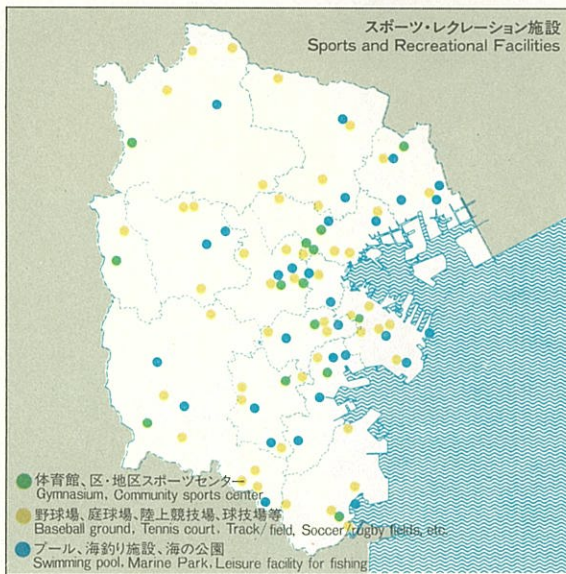 スポーツ・レクレーション施設
Sports and Recreational Facilities
体育館、区・地区スポーツセンター
Gymnasium, Community sports center
野球場、庭球場、陸上競技場、球技場等
Baseball ground, Tennis court, Track/field, Soccer/rugby fields, etc.
プール、海釣り施設、海の公園
Swimming pool, Marine Park, Leisure facility for fishing